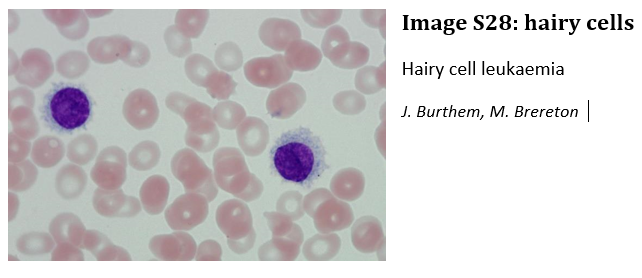 Image S28: hairy cells
Hairy cell leukaemia
J. Burthem, M. Brereton